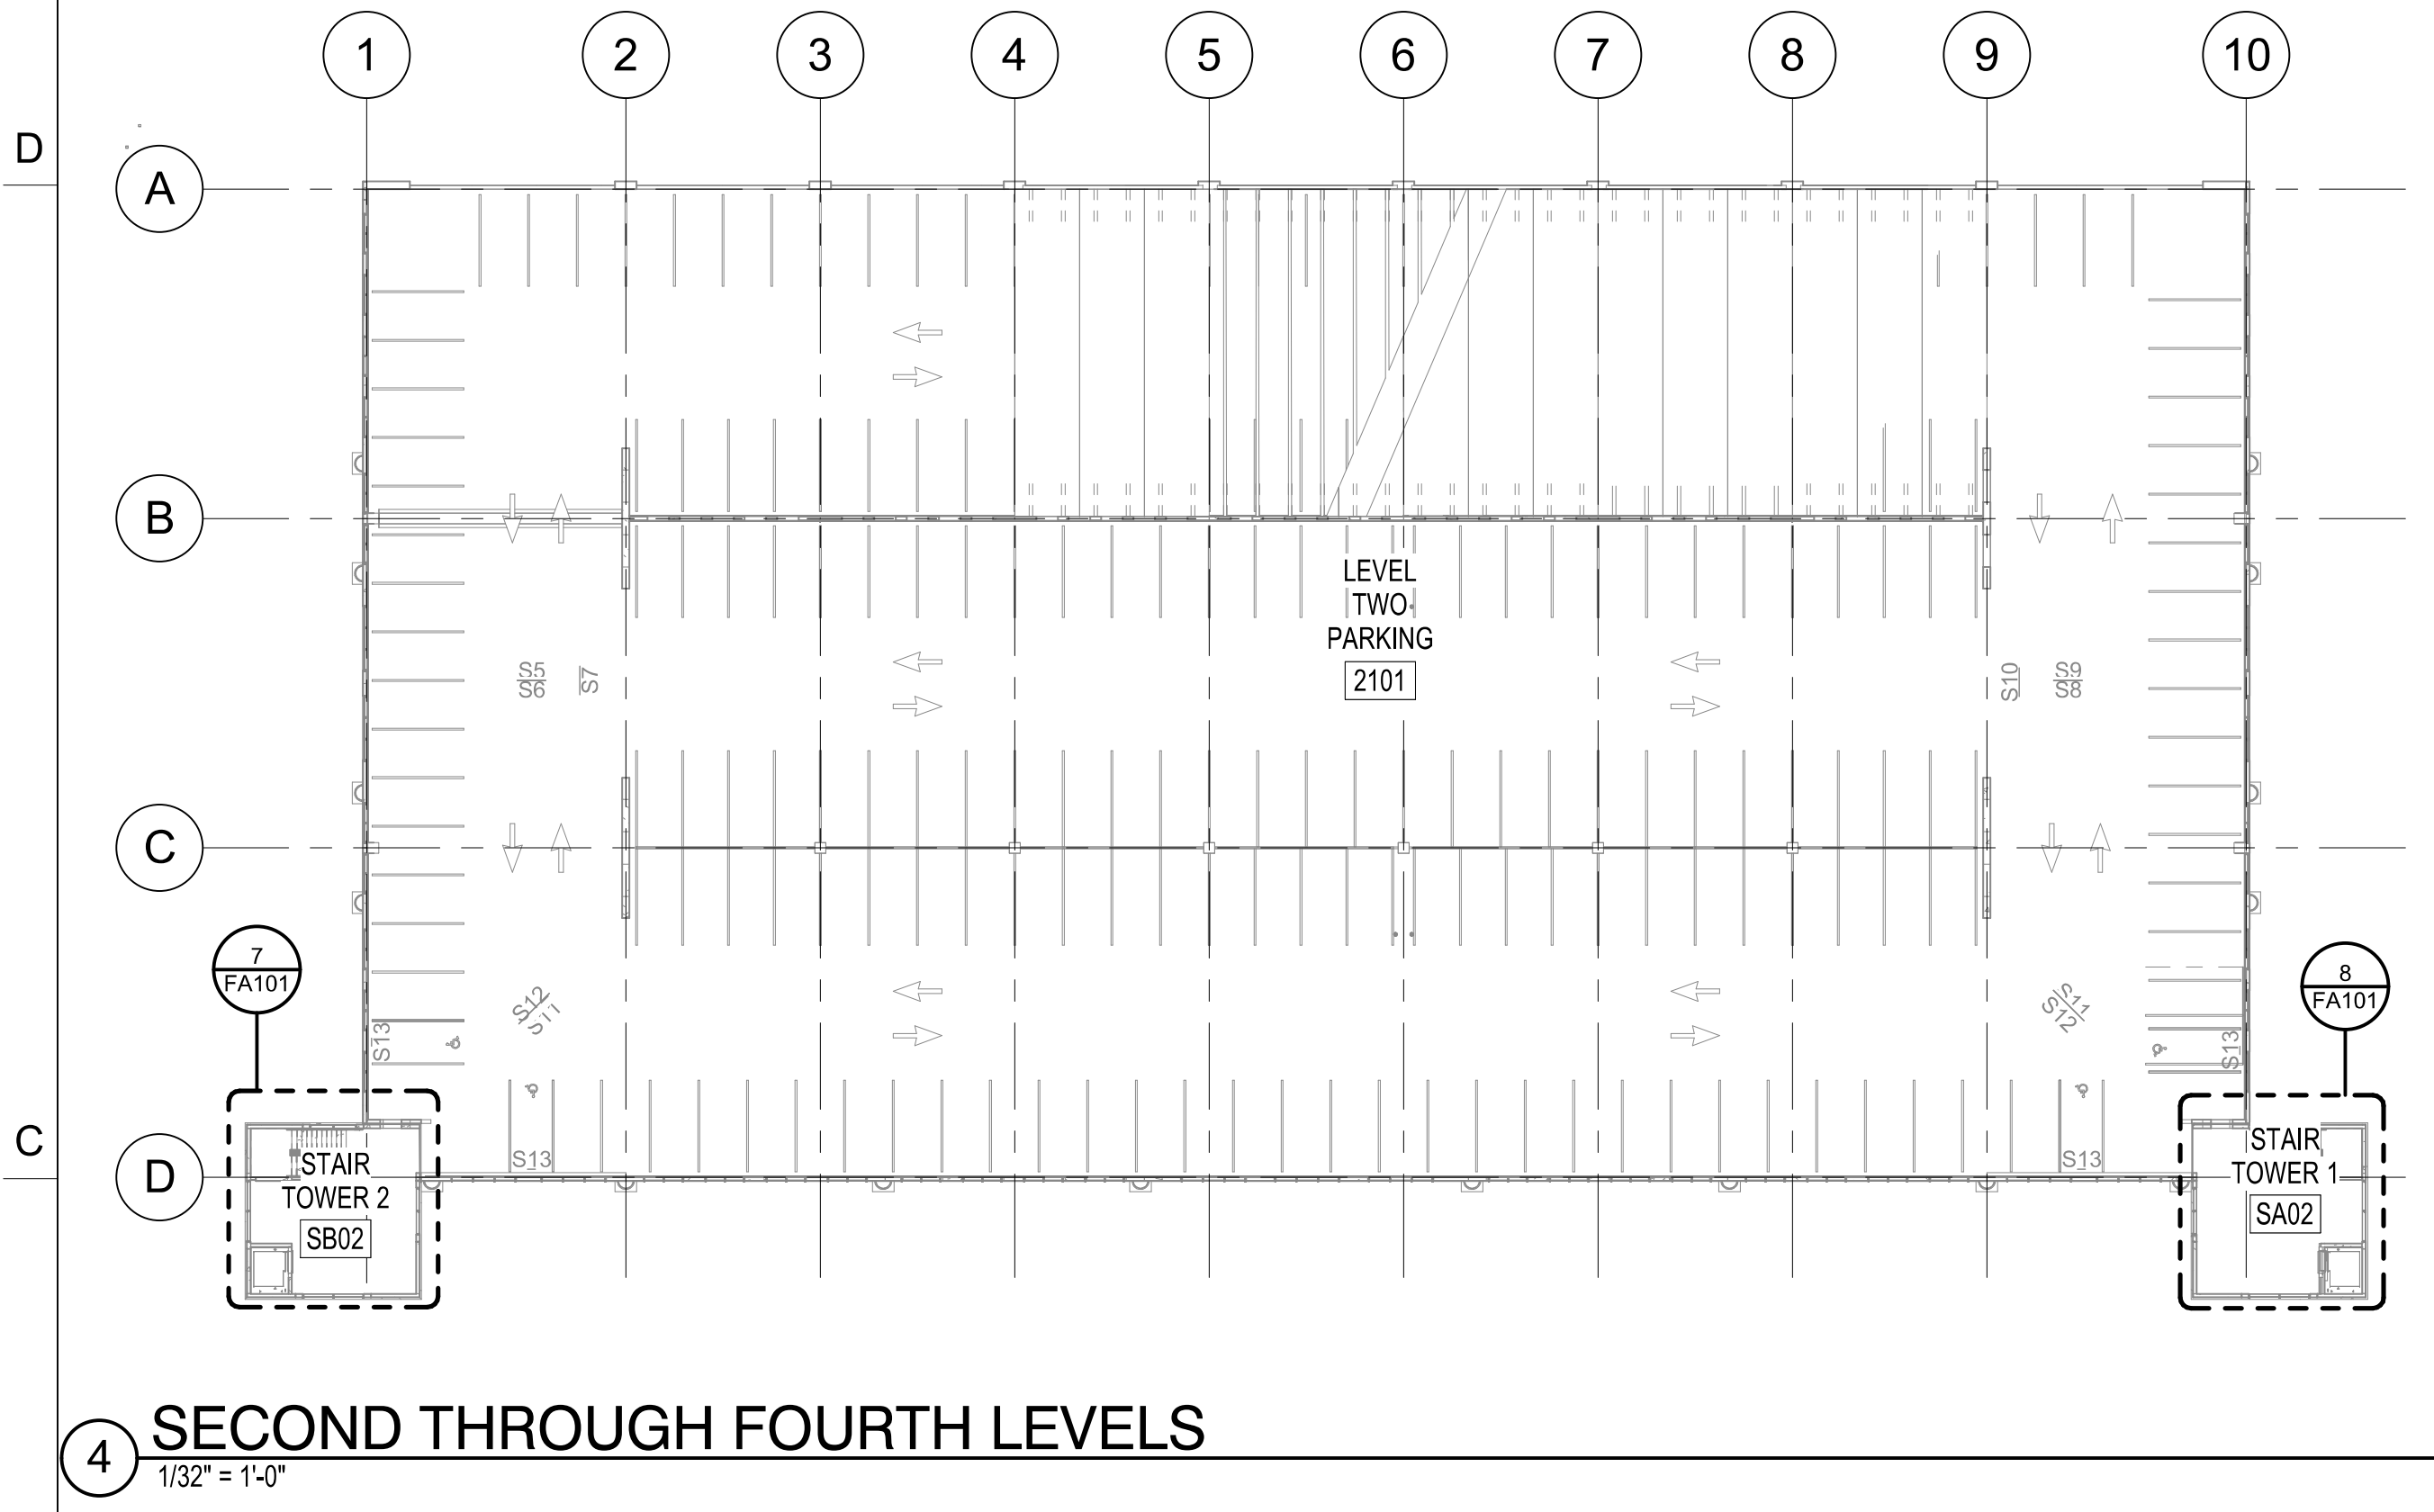 1 2 3 4 5 6 7 8 9 10
D
A
B
LEVEL
TWO
PARKING
2101
S5
S6
S7
S10
S9
S8
C
7
FA101
8
FA101
S12
S11
S11
S12
S13
S13
C
D
S13
S13
STAIR
TOWER 2
SB02
STAIR
TOWER 1
SA02
4
SECOND THROUGH FOURTH LEVELS
1/32" = 1'-0"